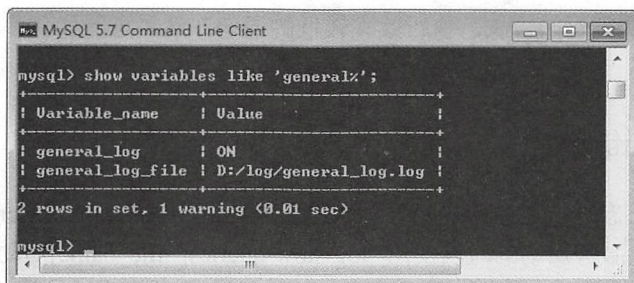 MySQL 5.7 Command Line Client
mysql> show variables like 'general%';
+------------------+------------------------+
| Variable_name    | Value                  |
+------------------+------------------------+
| general_log      | ON                     |
| general_log_file | D:/log/general_log.log |
+------------------+------------------------+
2 rows in set, 1 warning (0.01 sec)
mysql>